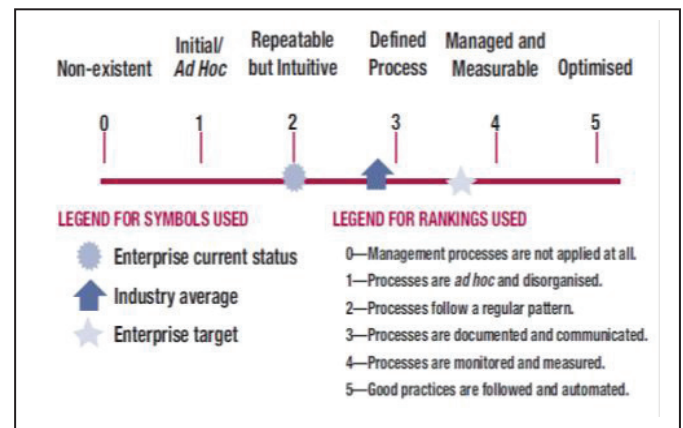 Non-existent
Initial/
Ad Hoc
Repeatable
but Intuitive
Defined
Process
Managed and
Measurable
Optimised
0 1 2 3 4 5
LEGEND FOR SYMBOLS USED
Enterprise current status
Industry average
Enterprise target
LEGEND FOR RANKINGS USED
0—Management processes are not applied at all.
1—Processes are ad hoc and disorganised.
2—Processes follow a regular pattern.
3—Processes are documented and communicated.
4—Processes are monitored and measured.
5—Good practices are followed and automated.